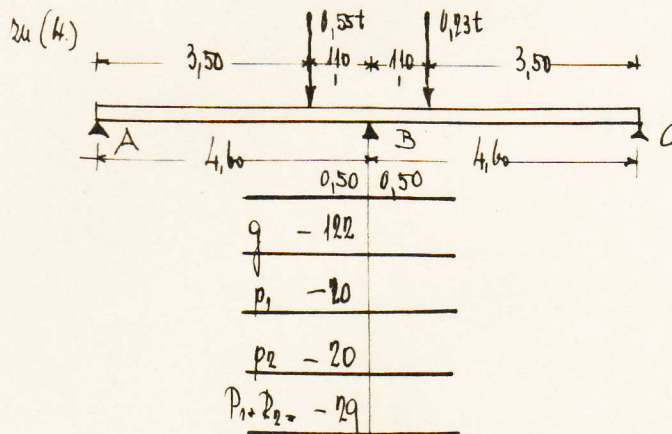 zu (4.)
0,55t 0,23t
3,50 1,10 1,10 3,50
A B C
4,60 4,60
0,50 0,50
g - 122
p₁ - 20
p₂ - 20
P₁+P₂= - 29